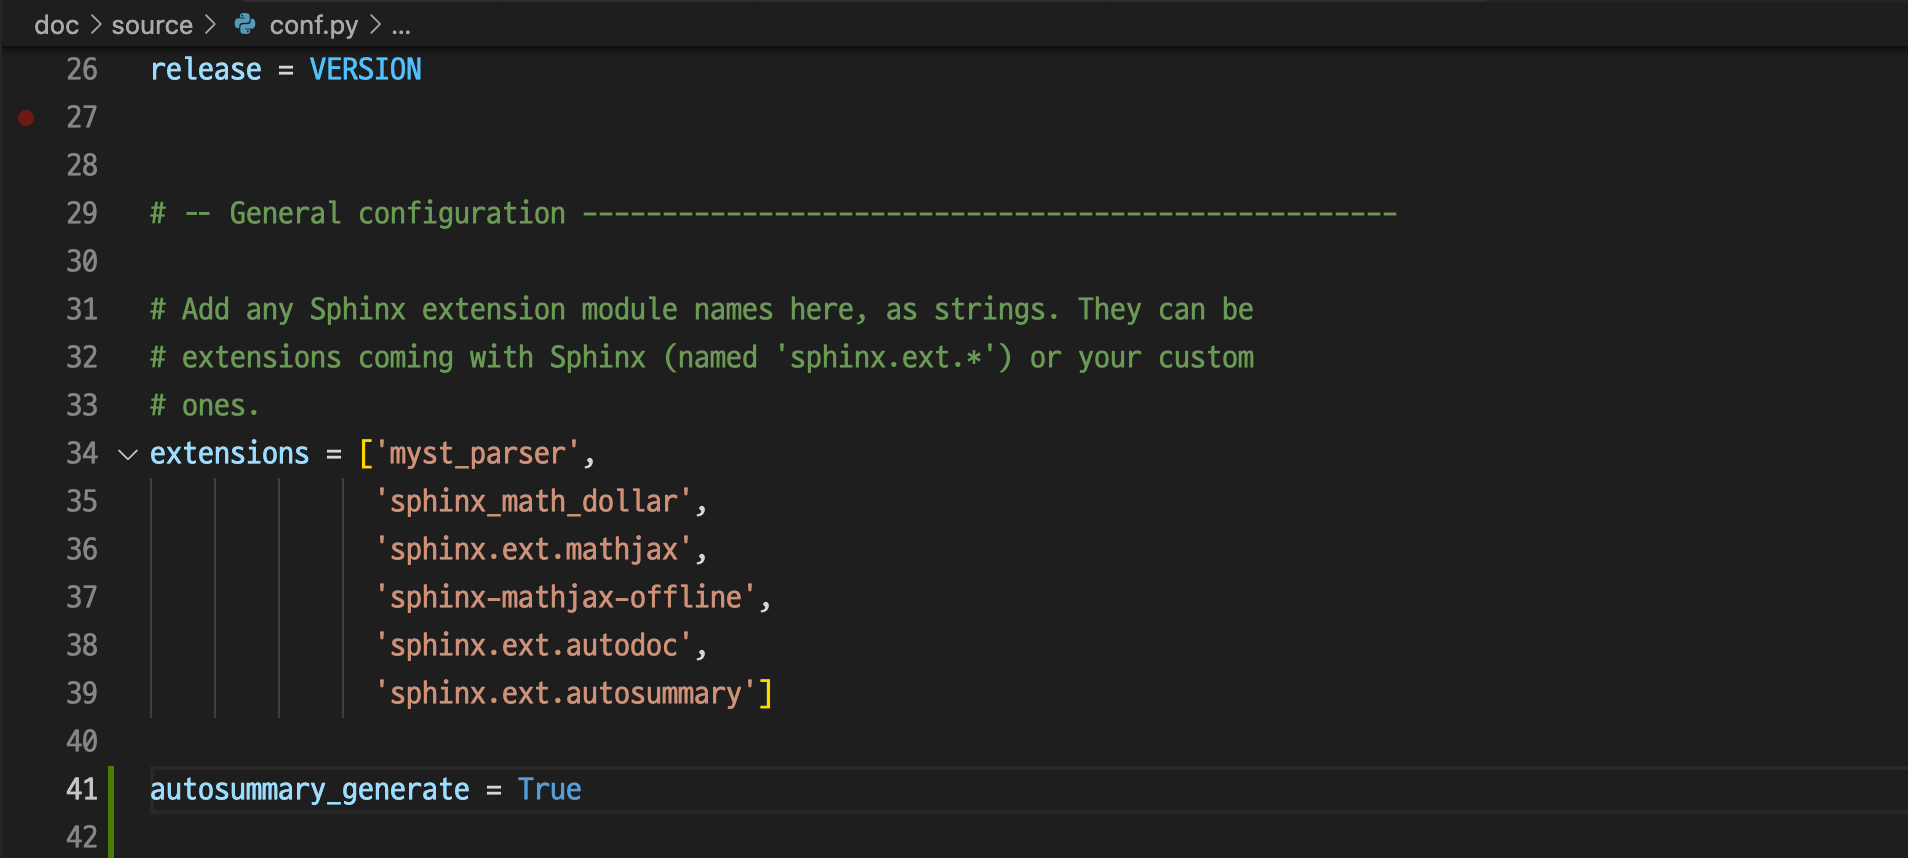 doc > source > conf.py > ...
26 release = VERSION
27
28
29 # -- General configuration ---------------------------------------------------
30
31 # Add any Sphinx extension module names here, as strings. They can be
32 # extensions coming with Sphinx (named 'sphinx.ext.*') or your custom
33 # ones.
34 extensions = ['myst_parser',
35 'sphinx_math_dollar',
36 'sphinx.ext.mathjax',
37 'sphinx-mathjax-offline',
38 'sphinx.ext.autodoc',
39 'sphinx.ext.autosummary']
40
41 autosummary_generate = True
42